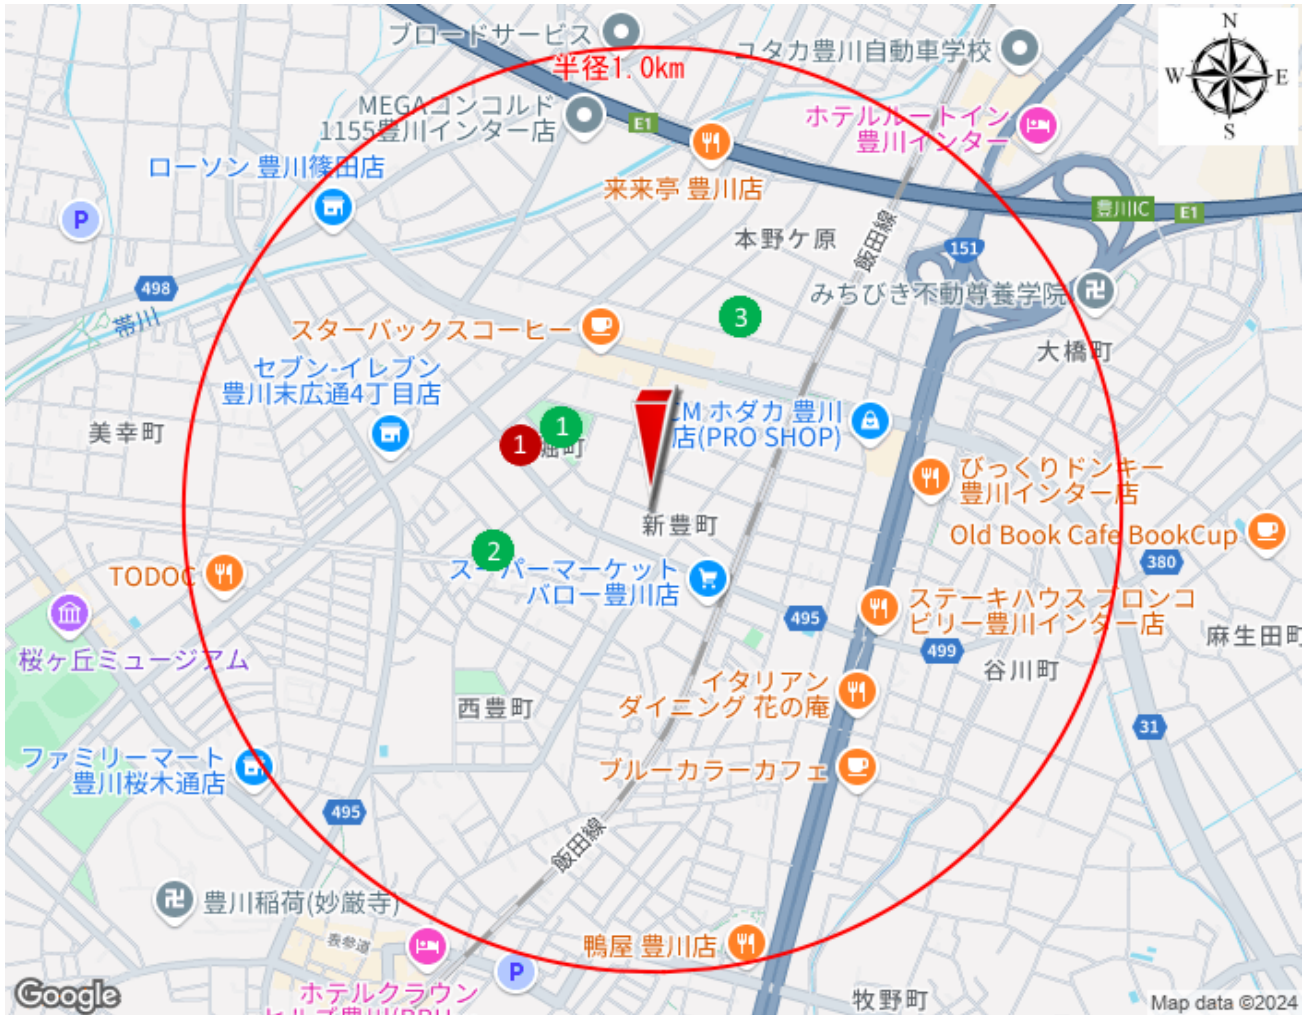 ブロードサービス
ユタカ豊川自動車学校
N
W
E
S
半径1.0km
MEGAコンコルド
1155豊川インター店
E1
ホテルルートイン
豊川インター
ローソン 豊川篠田店
来来亭 豊川店
P
豊川IC
E1
本野ケ原
飯田線
151
498
みちびき不動尊養学院
帯川
スターバックスコーヒー
3
大橋町
セブン-イレブン
豊川末広通4丁目店
CM ホダカ 豊川
店(PRO SHOP)
美幸町
1
1
堀町
びっくりドンキー
豊川インター店
新豊町
Old Book Cafe BookCup
2
スーパーマーケット
バロー豊川店
380
TODOC
ステーキハウス ブロンコ
ビリー豊川インター店
495
499
麻生田町
桜ヶ丘ミュージアム
谷川町
イタリアン
ダイニング 花の庵
西豊町
31
ファミリーマート
豊川桜木通店
ブルーカラーカフェ
495
飯田線
豊川稲荷(妙厳寺)
表参道
鴨屋 豊川店
P
ホテルクラウン
ヒルズ豊川(BBH
牧野町
Google
Map data ©2024